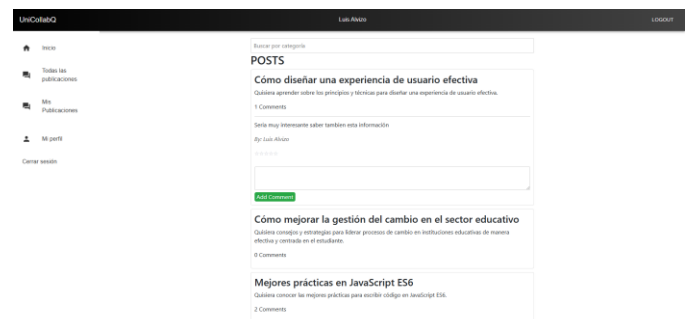 UniCollabQ
Luis Alvizo
LOGOUT
Inicio
Todas las
publicaciones
Mis
Publicaciones
Mi perfil
Cerrar sesión
Buscar por categoría
POSTS
Cómo diseñar una experiencia de usuario efectiva
Quisiera aprender sobre los principios y técnicas para diseñar una experiencia de usuario efectiva.
1 Comments
Sería muy interesante saber tambien esta información
By: Luis Alvizo
Add Comment
Cómo mejorar la gestión del cambio en el sector educativo
Quisiera consejos y estrategias para liderar procesos de cambio en instituciones educativas de manera
efectiva y centrada en el estudiante.
0 Comments
Mejores prácticas en JavaScript ES6
Quisiera conocer las mejores prácticas para escribir código en JavaScript ES6.
2 Comments